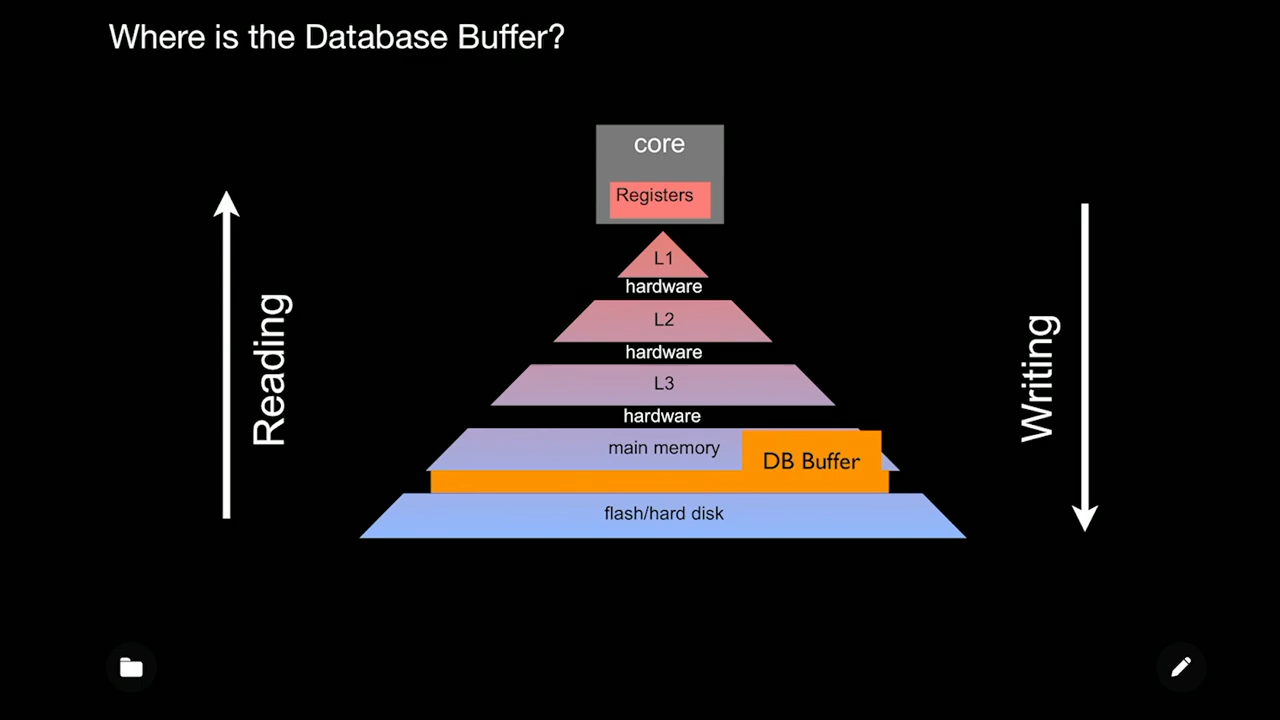 Where is the Database Buffer?
core
Registers
L1
hardware
L2
hardware
L3
hardware
main memory
DB Buffer
flash/hard disk
Reading
Writing